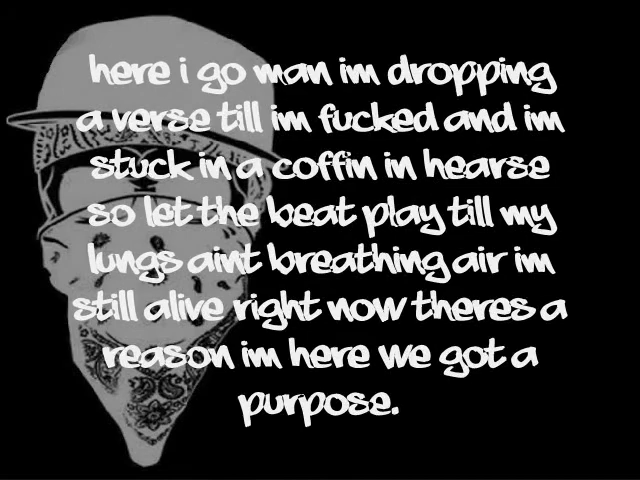 here i go man im dropping
a verse till im fucked and im
stuck in a coffin in hearse
so let the beat play till my
lungs aint breathing air im
still alive right now theres a
reason im here we got a
purpose.